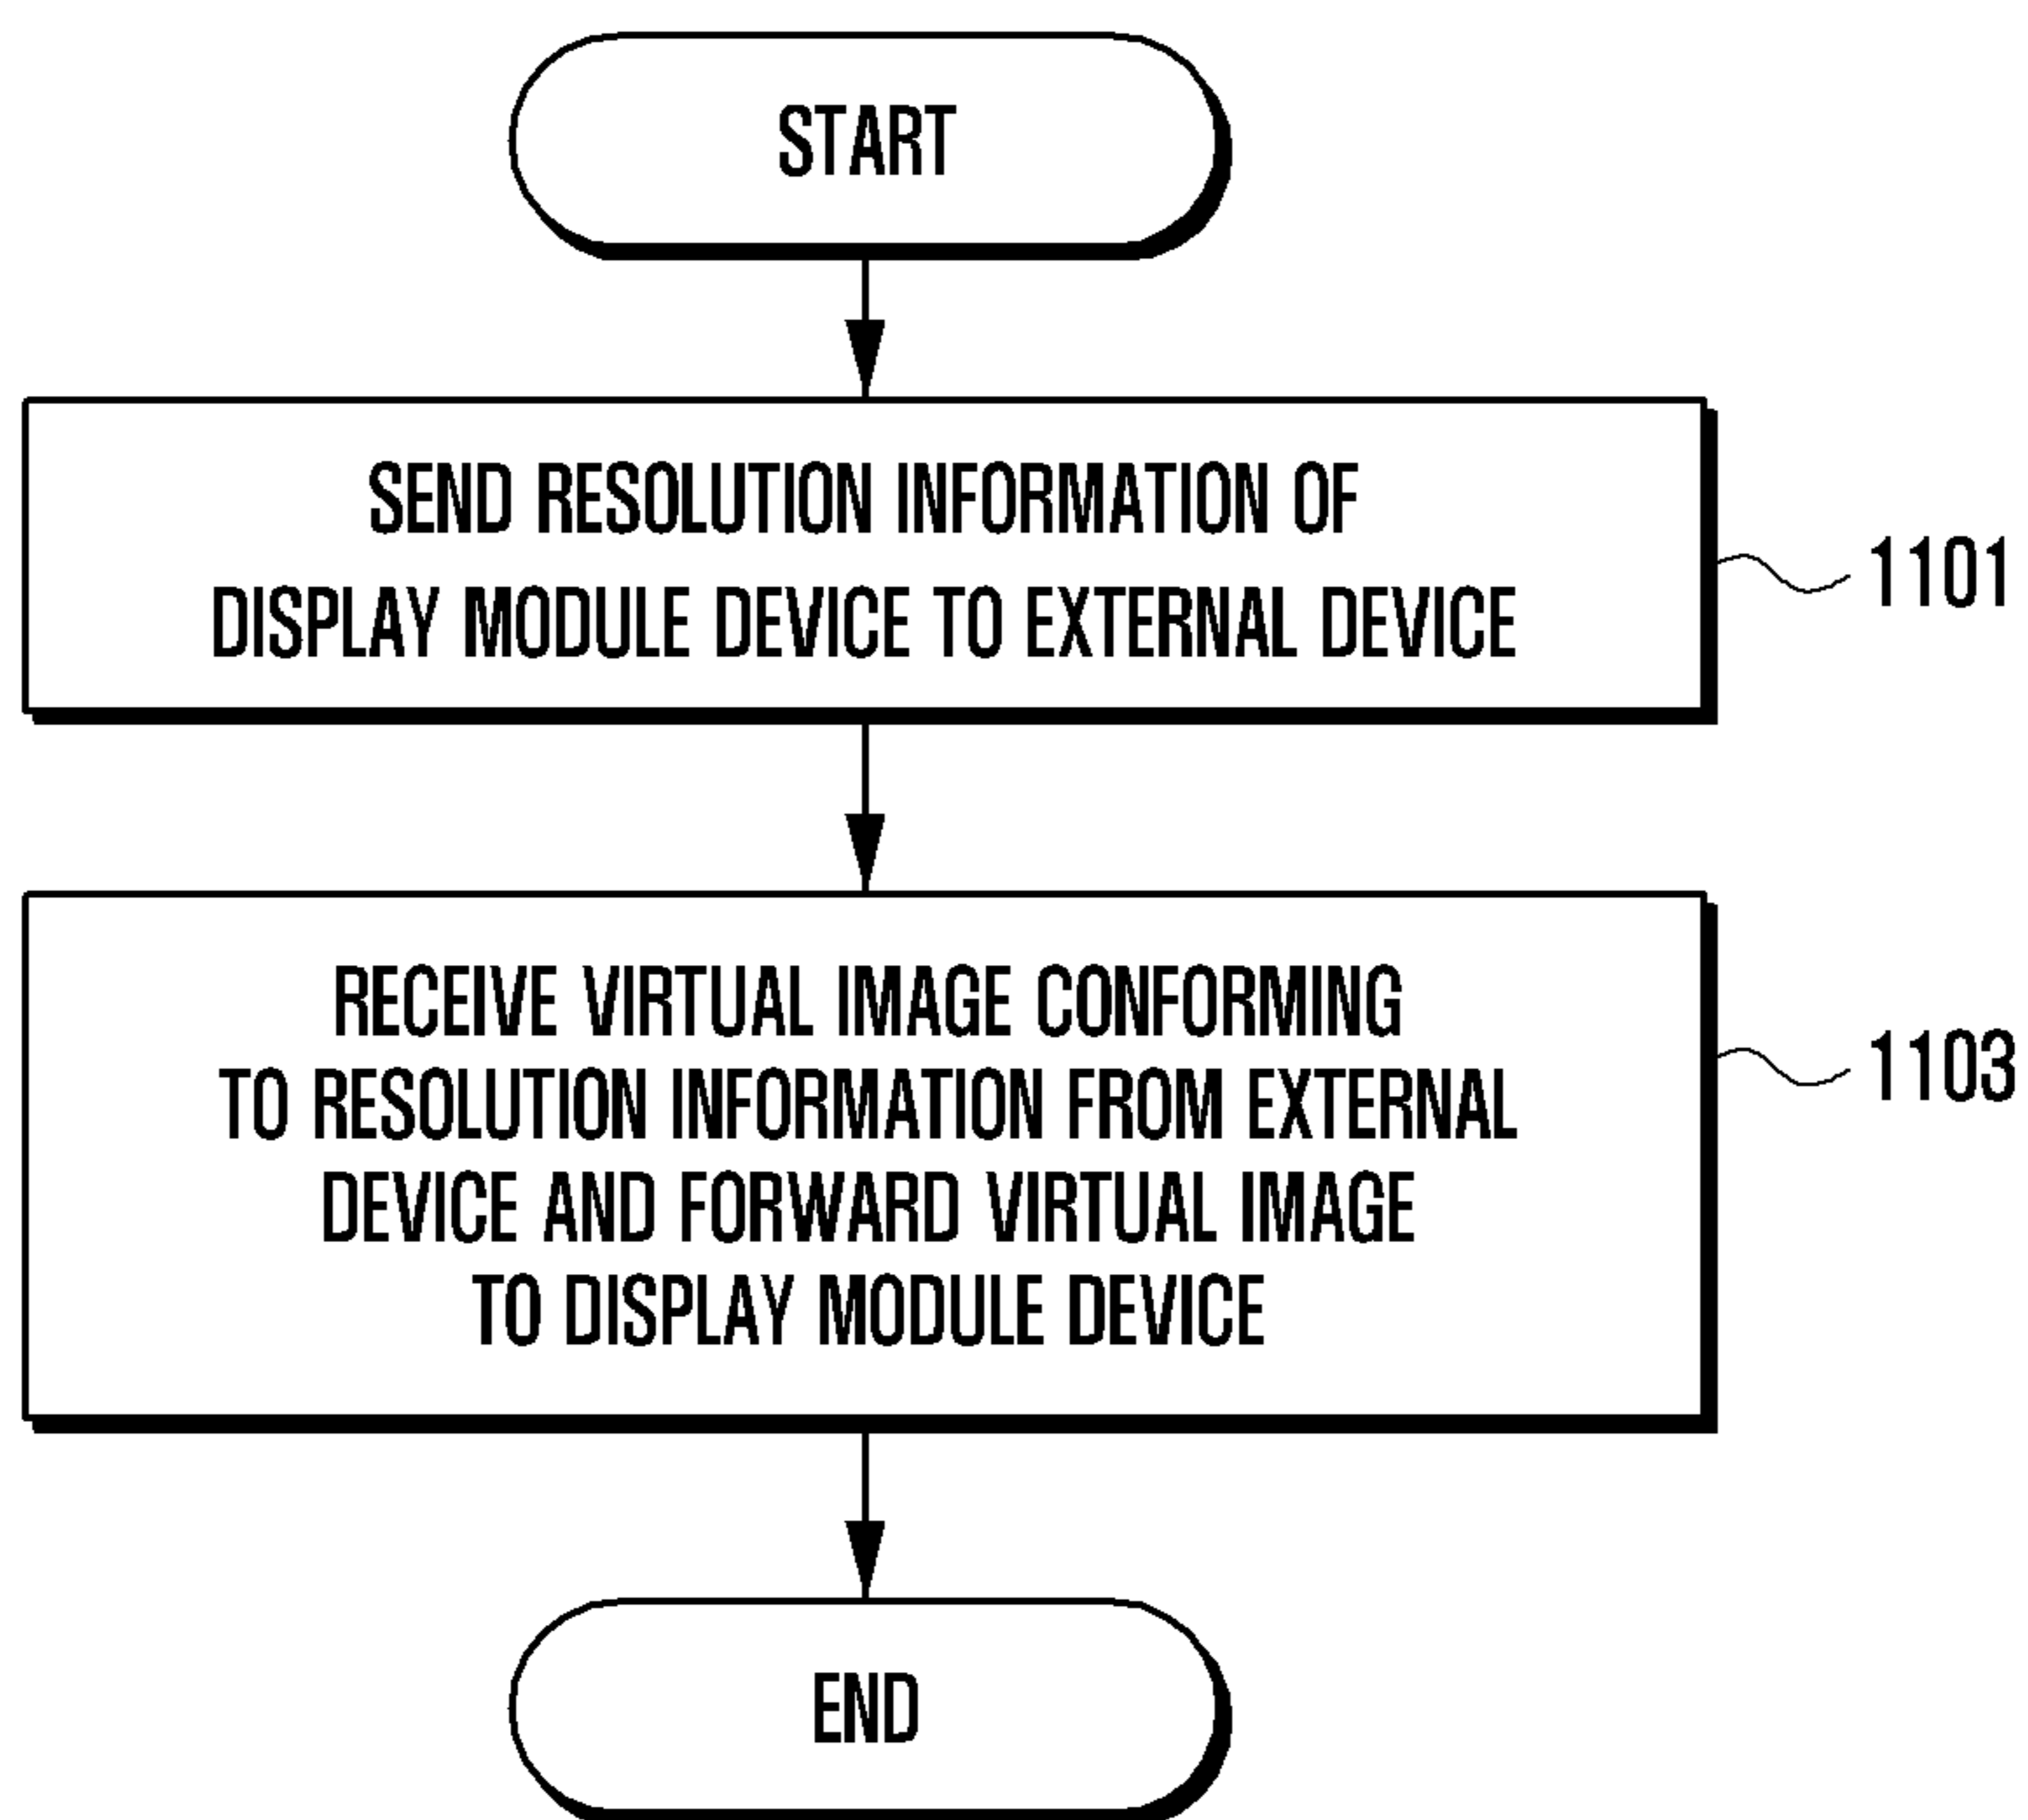 START
SEND RESOLUTION INFORMATION OF
DISPLAY MODULE DEVICE TO EXTERNAL DEVICE
1101
RECEIVE VIRTUAL IMAGE CONFORMING
TO RESOLUTION INFORMATION FROM EXTERNAL
DEVICE AND FORWARD VIRTUAL IMAGE
TO DISPLAY MODULE DEVICE
1103
END